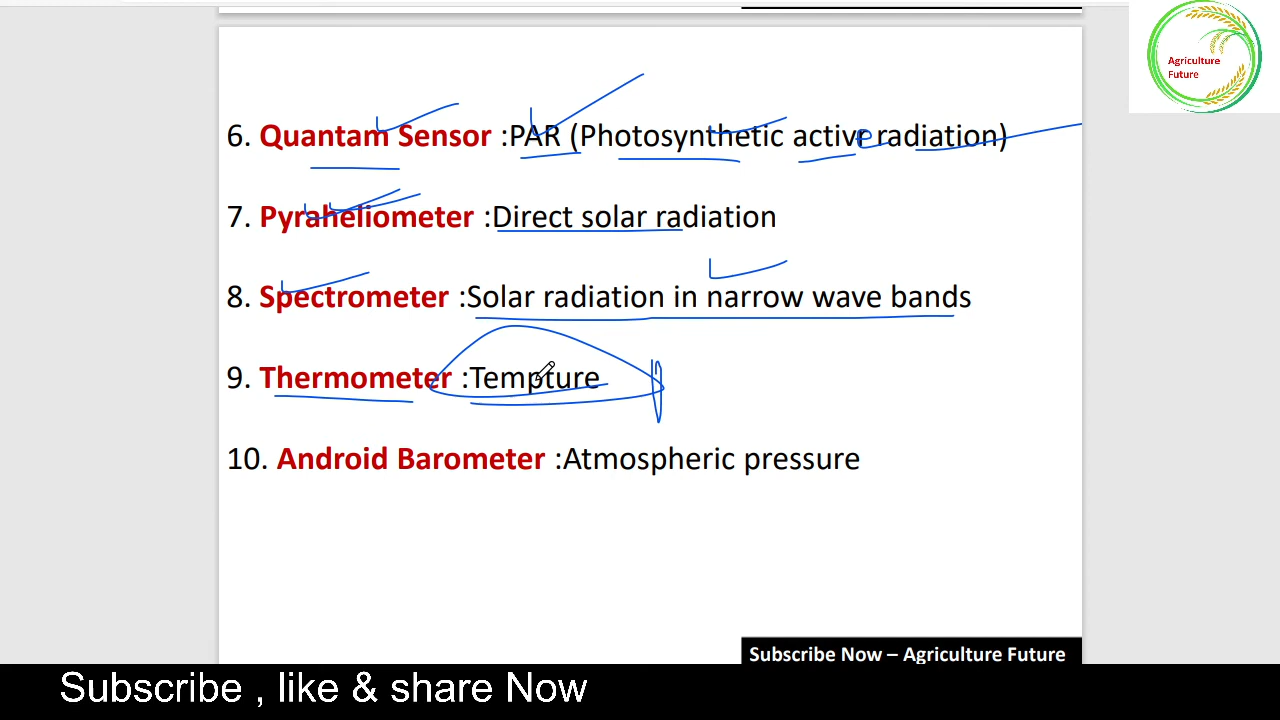 Agriculture
Future
6. Quantam Sensor :PAR (Photosynthetic active radiation)
7. Pyraheliometer :Direct solar radiation
8. Spectrometer :Solar radiation in narrow wave bands
9. Thermometer :Tempture
10. Android Barometer :Atmospheric pressure
Subscribe Now – Agriculture Future
Subscribe , like & share Now